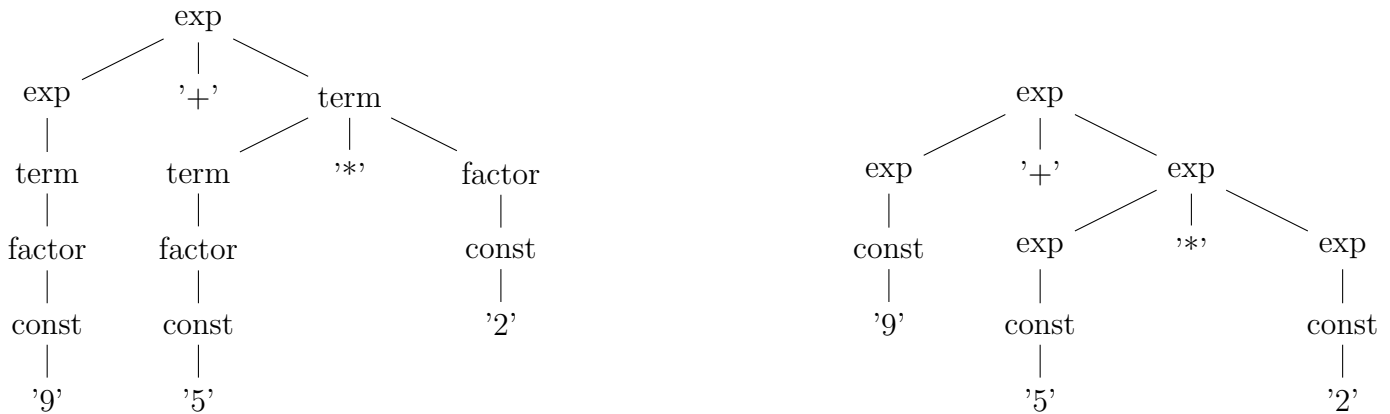 exp
exp '+' term
term term '*' factor
factor factor const
const const '2'
'9' '5'
exp
exp '+' exp
const exp '*' exp
'9' const const
'5' '2'